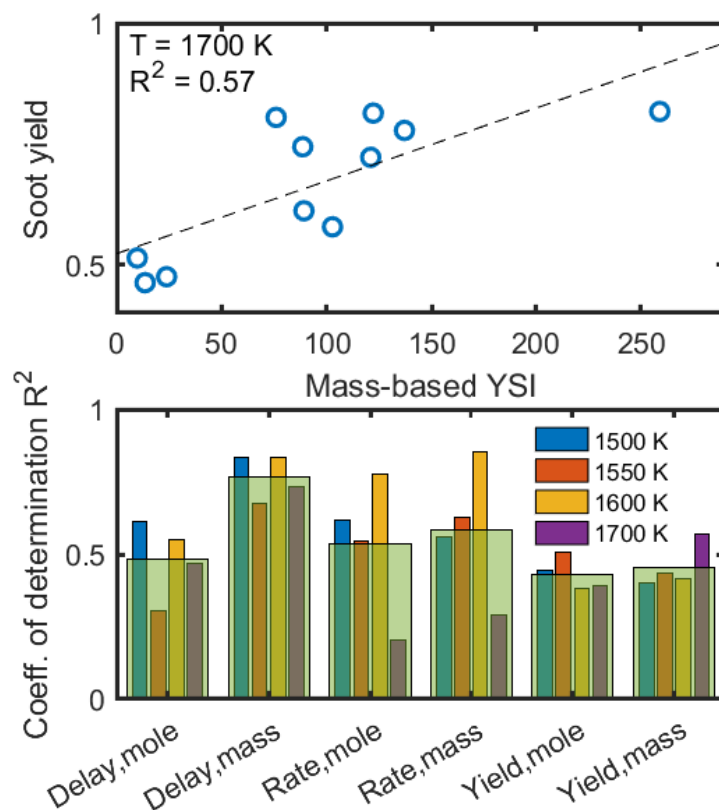 1
T = 1700 K
R² = 0.57
Soot yield
0.5
0 50 100 150 200 250
Mass-based YSI
Coeff. of determination R²
1
1500 K
1550 K
1600 K
1700 K
0.5
0
Delay,mole Delay,mass Rate,mole Rate,mass Yield,mole Yield,mass